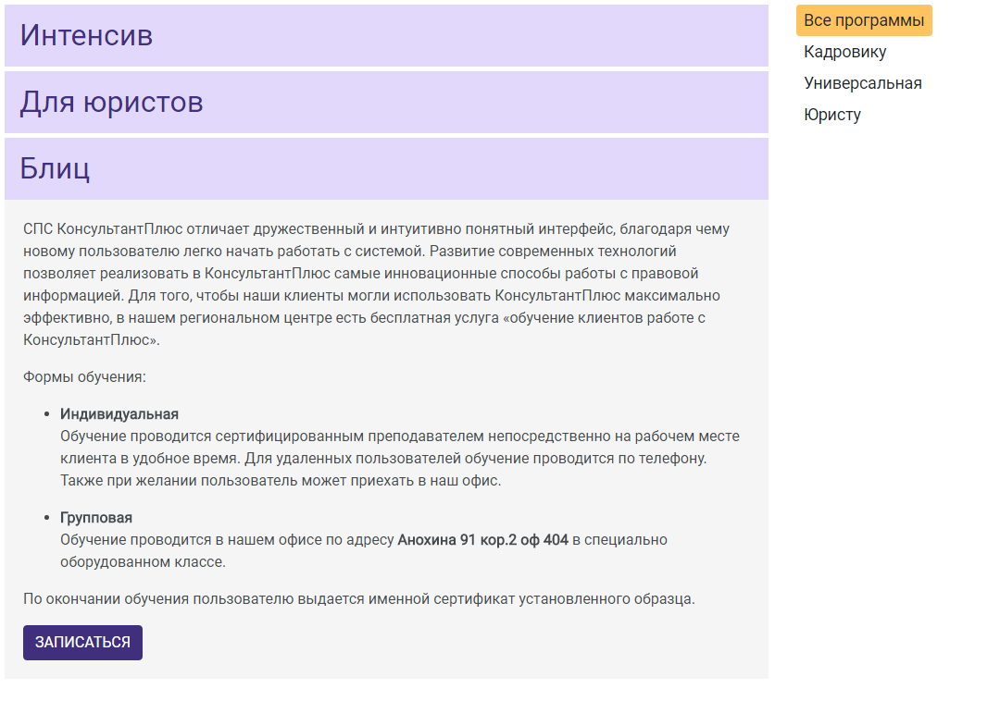 Интенсив
Для юристов
Блиц
СПС КонсультантПлюс отличает дружественный и интуитивно понятный интерфейс, благодаря чему
новому пользователю легко начать работать с системой. Развитие современных технологий
позволяет реализовать в КонсультантПлюс самые инновационные способы работы с правовой
информацией. Для того, чтобы наши клиенты могли использовать КонсультантПлюс максимально
эффективно, в нашем региональном центре есть бесплатная услуга «обучение клиентов работе с
КонсультантПлюс».
Формы обучения:
• Индивидуальная
Обучение проводится сертифицированным преподавателем непосредственно на рабочем месте
клиента в удобное время. Для удаленных пользователей обучение проводится по телефону.
Также при желании пользователь может приехать в наш офис.
• Групповая
Обучение проводится в нашем офисе по адресу Анохина 91 кор.2 оф 404 в специально
оборудованном классе.
По окончании обучения пользователю выдается именной сертификат установленного образца.
ЗАПИСАТЬСЯ
Все программы
Кадровику
Универсальная
Юристу